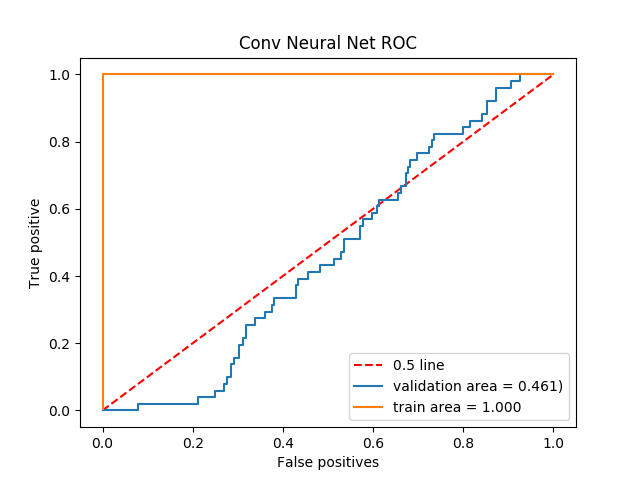 Conv Neural Net ROC
1.0
0.8
0.6
0.4
0.2
0.0
True positive
0.5 line
validation area = 0.461)
train area = 1.000
0.0 0.2 0.4 0.6 0.8 1.0
False positives